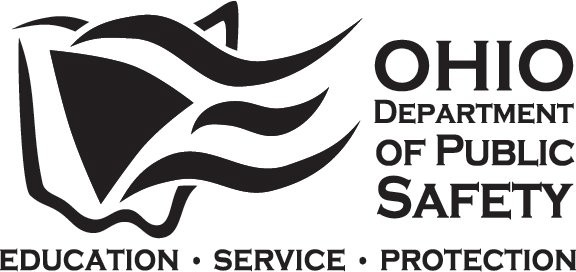 OHIO
DEPARTMENT
OF PUBLIC
SAFETY
EDUCATION • SERVICE • PROTECTION